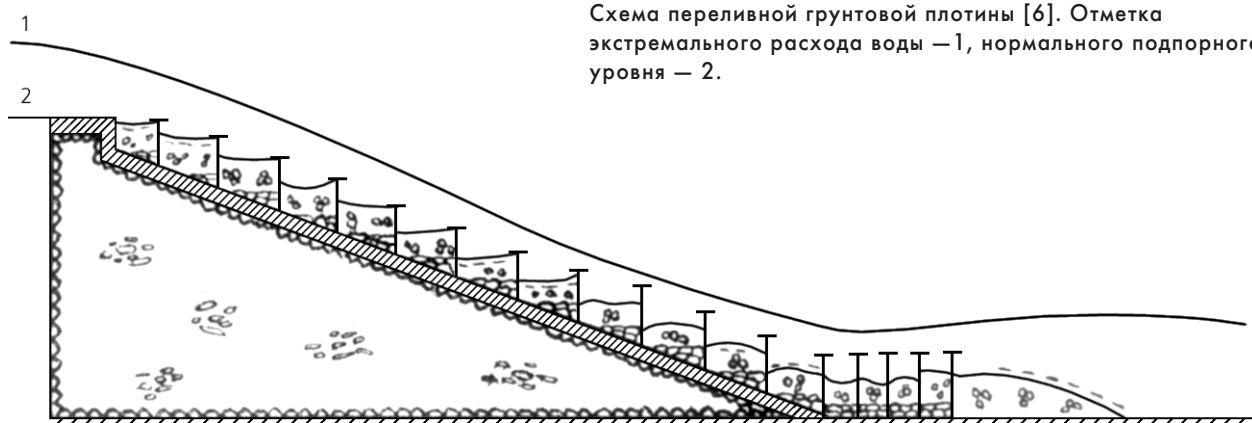 1
Схема переливной грунтовой плотины [6]. Отметка
экстремального расхода воды —1, нормального подпорного
уровня — 2.
2